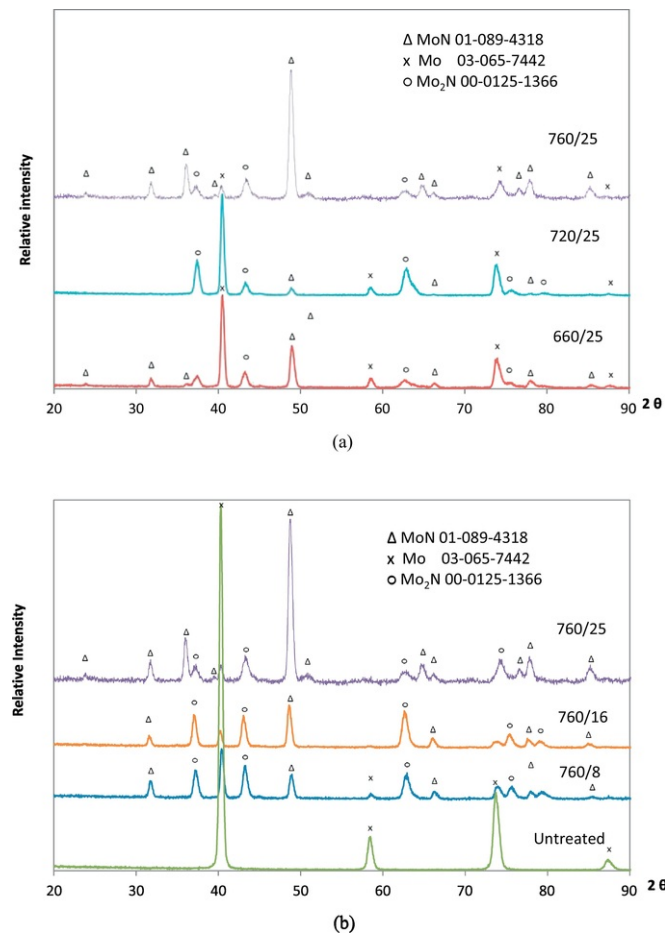 Δ MoN 01-089-4318
x Mo 03-065-7442
o Mo₂N 00-0125-1366
760/25
720/25
660/25
Relative intensity
20 30 40 50 60 70 80 90 2 θ
(a)
Δ MoN 01-089-4318
x Mo 03-065-7442
o Mo₂N 00-0125-1366
760/25
760/16
760/8
Untreated
Relative Intensity
20 30 40 50 60 70 80 90 2 θ
(b)